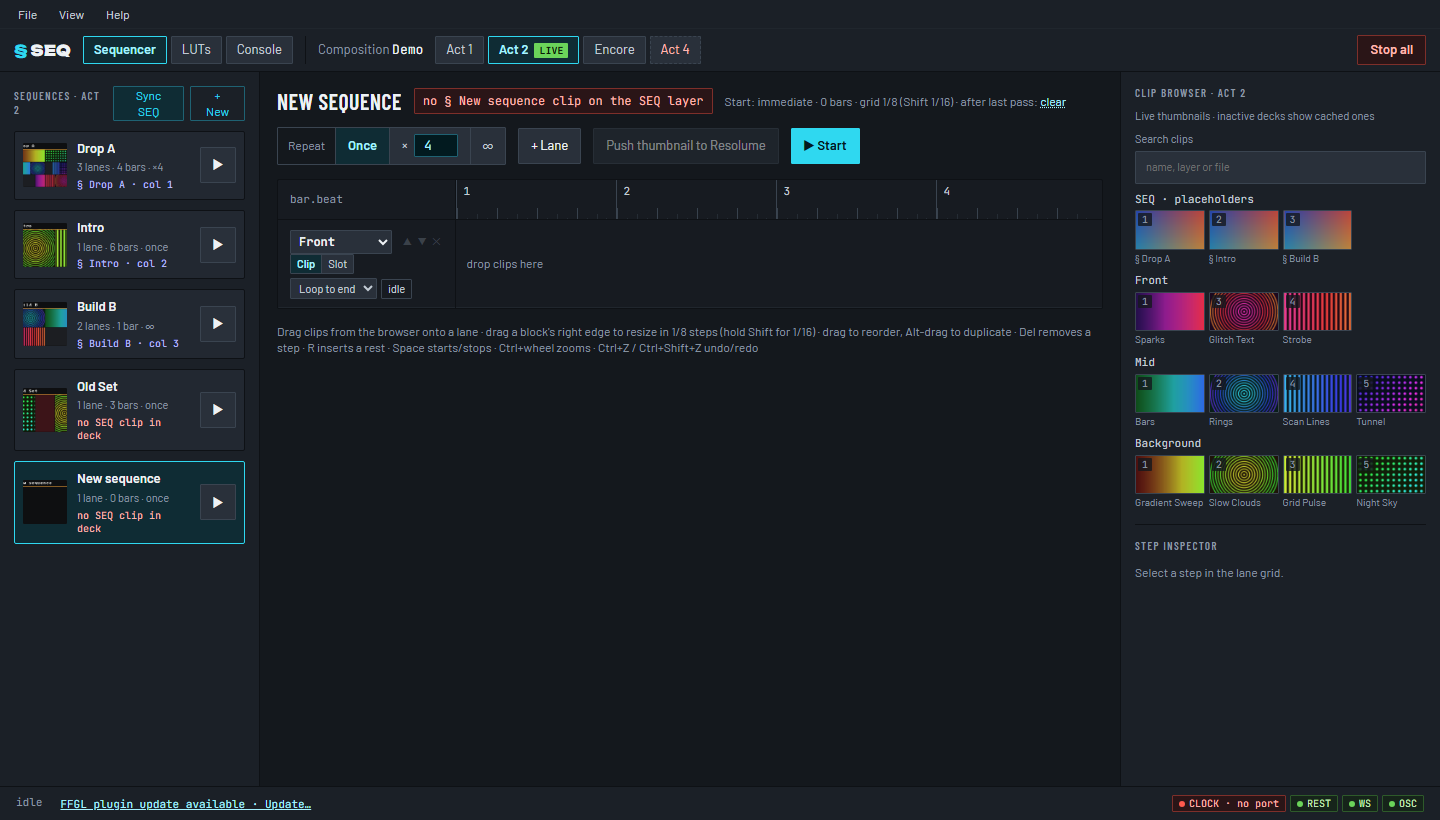 File View Help
§ SEQ Sequencer LUTs Console Composition Demo Act 1 Act 2 LIVE Encore Act 4 Stop all
SEQUENCES · ACT 2
Sync SEQ
+ New
Drop A
3 lanes · 4 bars · ×4
§ Drop A · col 1
Intro
1 lane · 6 bars · once
§ Intro · col 2
Build B
2 lanes · 1 bar · ∞
§ Build B · col 3
Old Set
1 lane · 3 bars · once
no SEQ clip in
deck
New sequence
1 lane · 0 bars · once
no SEQ clip in
deck
NEW SEQUENCE no § New sequence clip on the SEQ layer Start: immediate · 0 bars · grid 1/8 (Shift 1/16) · after last pass: clear
Repeat Once × 4 ∞ + Lane Push thumbnail to Resolume ▶ Start
bar.beat 1 2 3 4
Front ▲ ▼ ✕
Clip Slot
drop clips here
Loop to end idle
Drag clips from the browser onto a lane · drag a block's right edge to resize in 1/8 steps (hold Shift for 1/16) · drag to reorder, Alt-drag to duplicate · Del removes a
step · R inserts a rest · Space starts/stops · Ctrl+wheel zooms · Ctrl+Z / Ctrl+Shift+Z undo/redo
CLIP BROWSER · ACT 2
Live thumbnails · inactive decks show cached ones
Search clips
name, layer or file
SEQ · placeholders
1 2 3
§ Drop A § Intro § Build B
Front
1 3 4
Sparks Glitch Text Strobe
Mid
1 2 4 5
Bars Rings Scan Lines Tunnel
Background
1 2 3 5
Gradient Sweep Slow Clouds Grid Pulse Night Sky
STEP INSPECTOR
Select a step in the lane grid.
idle FFGL plugin update available · Update… CLOCK · no port REST WS OSC